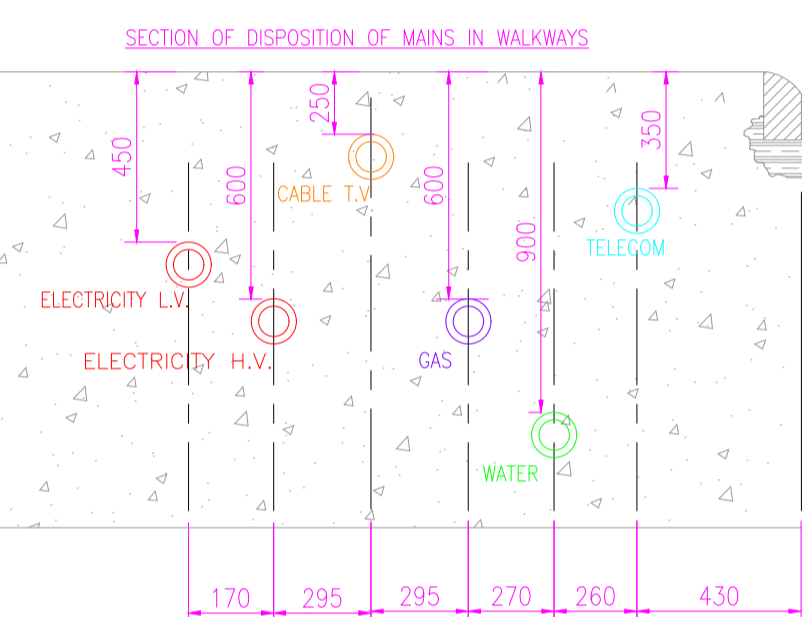 SECTION OF DISPOSITION OF MAINS IN WALKWAYS
250
350
450
600
600
CABLE T.V
900
TELECOM
ELECTRICITY L.V.
ELECTRICITY H.V.
GAS
WATER
170
295
295
270
260
430